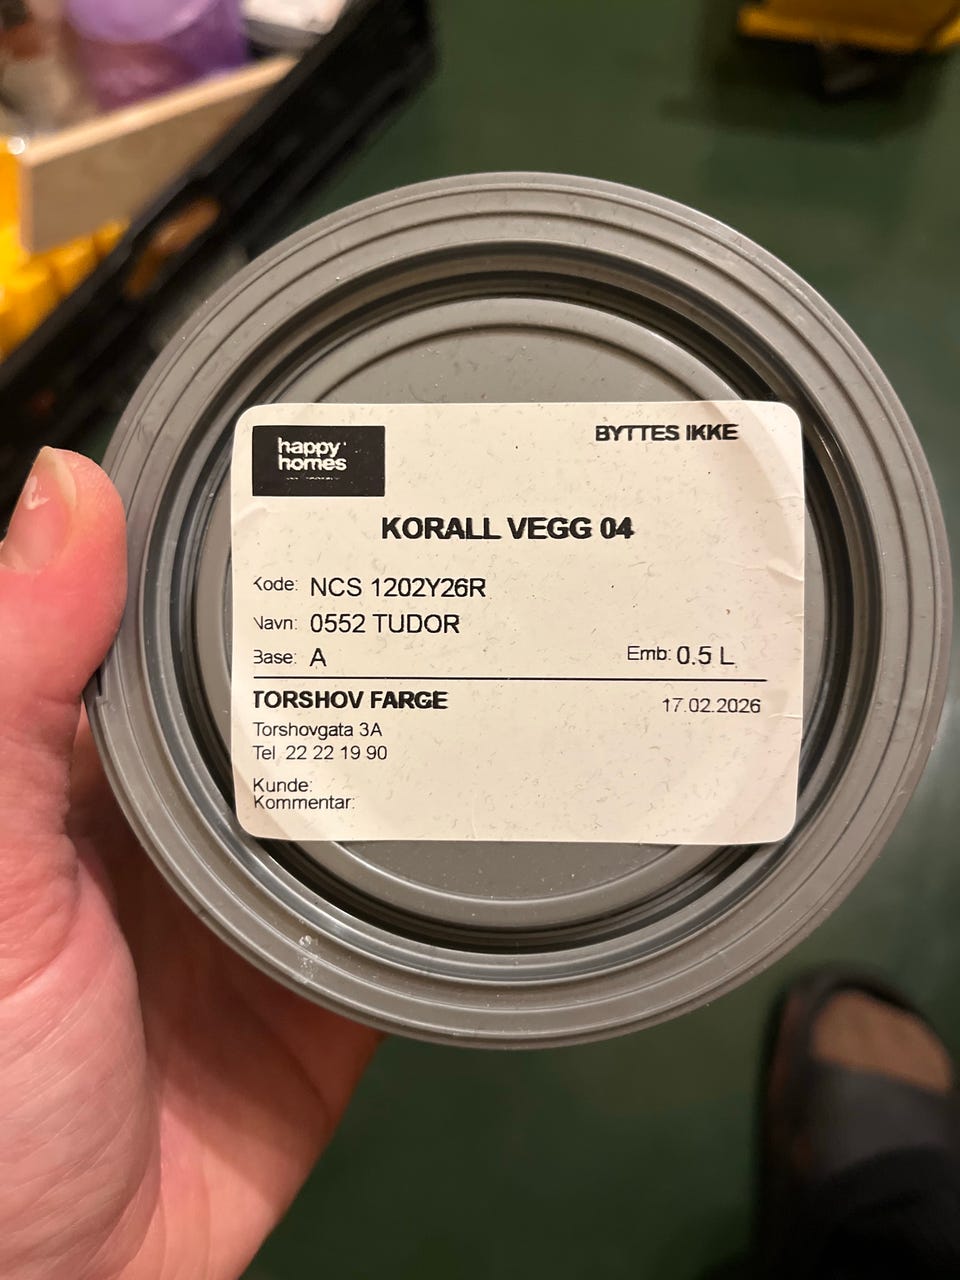 happy
homes
BYTTES IKKE
KORALL VEGG 04
Kode: NCS 1202Y26R
Navn: 0552 TUDOR
Base: A
Emb: 0.5 L
TORSHOV FARGE
17.02.2026
Torshovgata 3A
Tel 22 22 19 90
Kunde:
Kommentar: